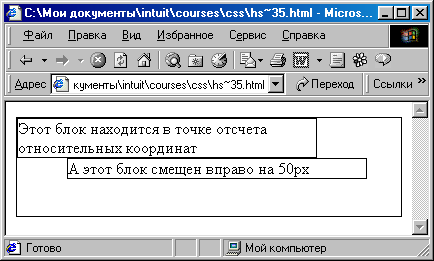 C:\Мои документы\intuit\courses\css\hs~35.html - Micros...
Файл Правка Вид Избранное Сервис Справка
Адрес кументы\intuit\courses\css\hs~35.html Переход Ссылки »
Этот блок находится в точке отсчета
относительных координат
А этот блок смещен вправо на 50px
Готово Мой компьютер